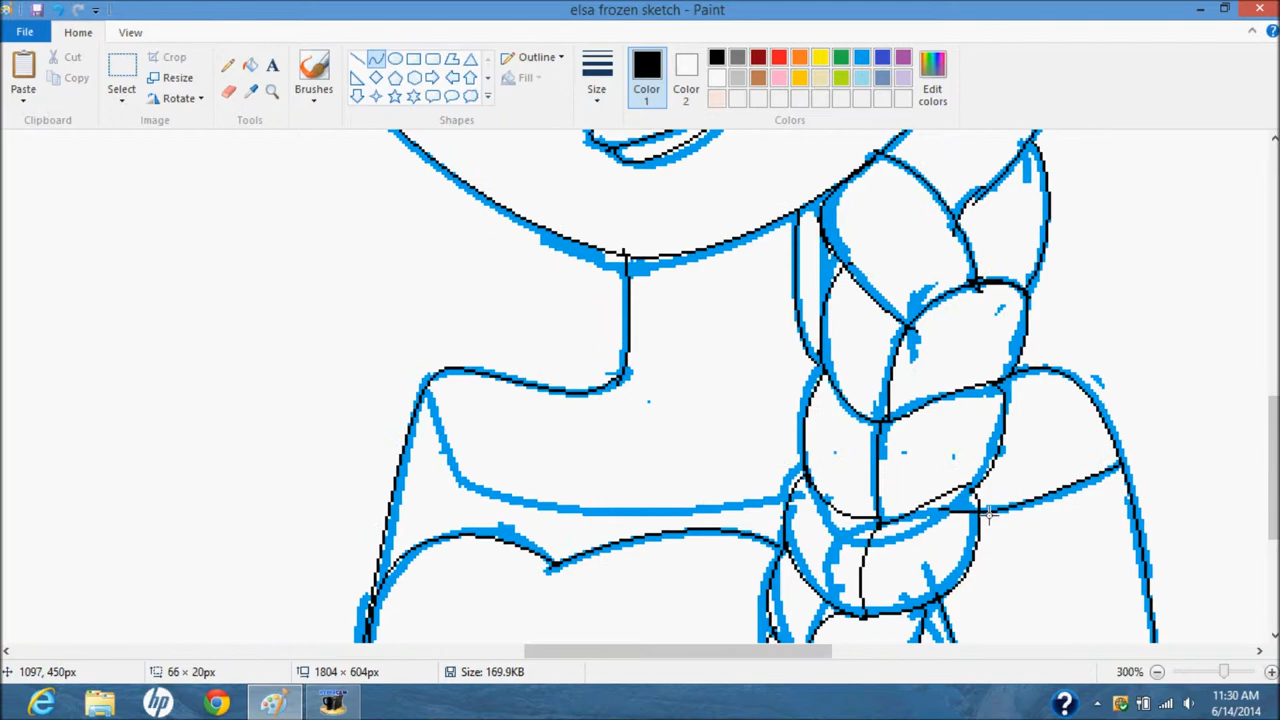 elsa frozen sketch - Paint
File Home View
Paste
Cut
Copy
Clipboard
Select
Crop
Resize
Rotate
Image
A
Tools
Brushes
Outline
Fill
Shapes
Size
Color 1
Color 2
Edit colors
Colors
1097, 450px 66 × 20px 1804 × 604px Size: 169.9KB 300%
11:30 AM
6/14/2014